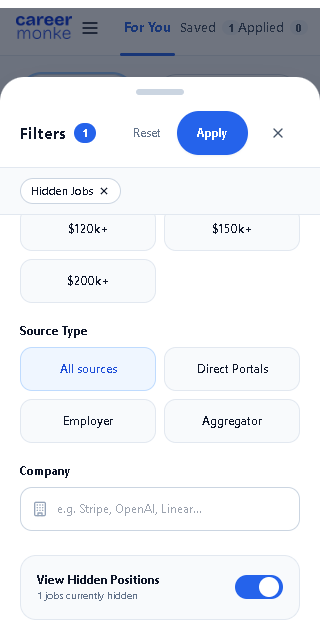 career
monke
For You Saved 1 Applied 0
Filters 1 Reset Apply
Hidden Jobs
$120k+ $150k+
$200k+
Source Type
All sources Direct Portals
Employer Aggregator
Company
e.g. Stripe, OpenAI, Linear...
View Hidden Positions
1 jobs currently hidden